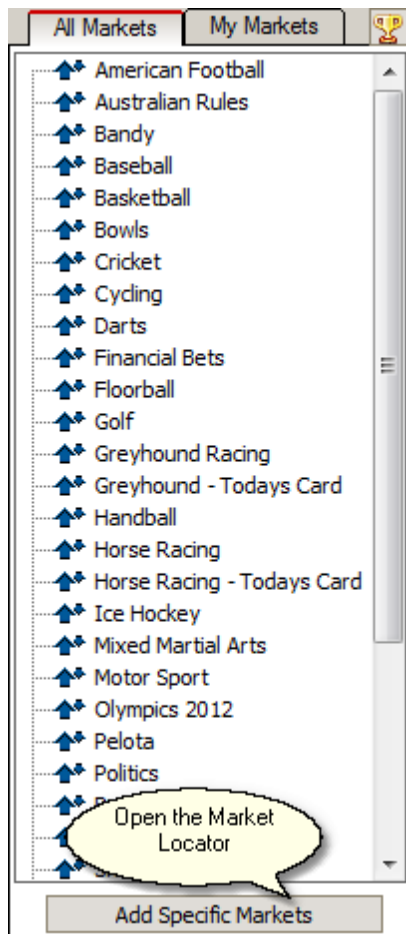 All Markets
My Markets
American Football
Australian Rules
Bandy
Baseball
Basketball
Bowls
Cricket
Cycling
Darts
Financial Bets
Floorball
Golf
Greyhound Racing
Greyhound - Todays Card
Handball
Horse Racing
Horse Racing - Todays Card
Ice Hockey
Mixed Martial Arts
Motor Sport
Olympics 2012
Pelota
Politics
Open the Market
Locator
Add Specific Markets